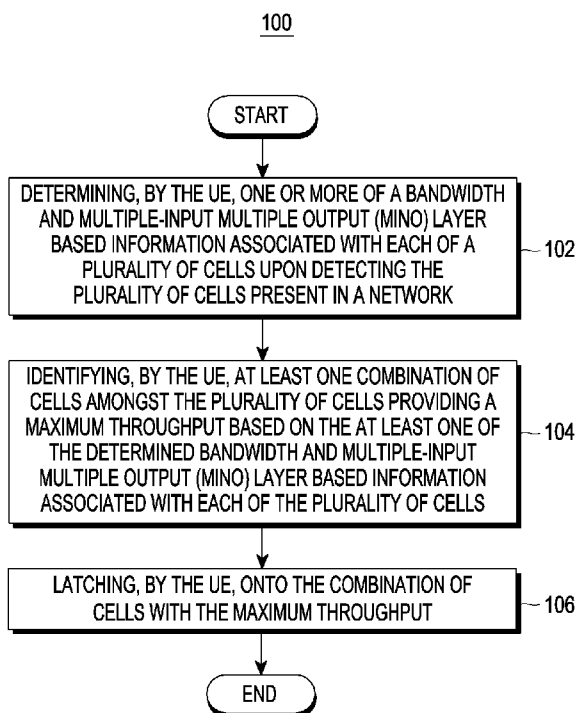 100
START
DETERMINING, BY THE UE, ONE OR MORE OF A BANDWIDTH
AND MULTIPLE-INPUT MULTIPLE OUTPUT (MINO) LAYER
BASED INFORMATION ASSOCIATED WITH EACH OF A
PLURALITY OF CELLS UPON DETECTING THE
PLURALITY OF CELLS PRESENT IN A NETWORK
102
IDENTIFYING, BY THE UE, AT LEAST ONE COMBINATION OF
CELLS AMONGST THE PLURALITY OF CELLS PROVIDING A
MAXIMUM THROUGHPUT BASED ON THE AT LEAST ONE OF
THE DETERMINED BANDWIDTH AND MULTIPLE-INPUT
MULTIPLE OUTPUT (MINO) LAYER BASED INFORMATION
ASSOCIATED WITH EACH OF THE PLURALITY OF CELLS
104
LATCHING, BY THE UE, ONTO THE COMBINATION OF
CELLS WITH THE MAXIMUM THROUGHPUT
106
END